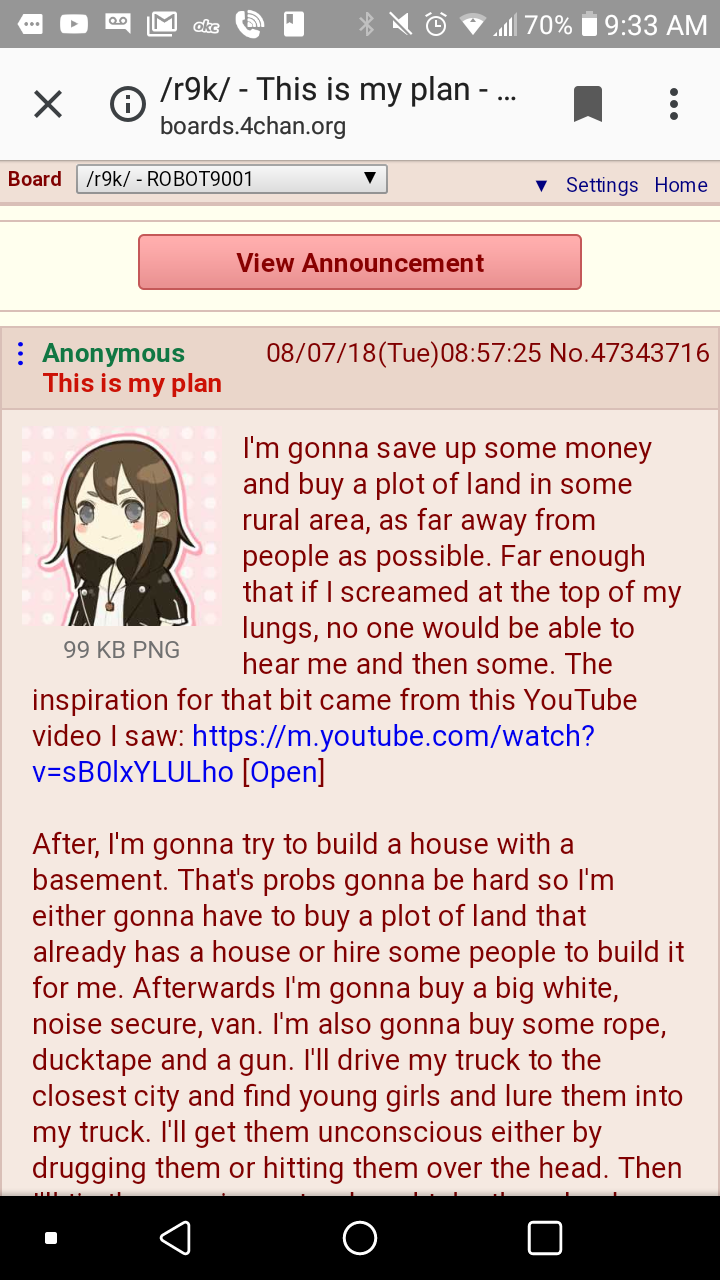 okc
70%
9:33 AM
/r9k/ - This is my plan - ...
boards.4chan.org
Board
/r9k/ - ROBOT9001
▼ Settings Home
View Announcement
Anonymous 08/07/18(Tue)08:57:25 No.47343716
This is my plan
99 KB PNG
I'm gonna save up some money
and buy a plot of land in some
rural area, as far away from
people as possible. Far enough
that if I screamed at the top of my
lungs, no one would be able to
hear me and then some. The
inspiration for that bit came from this YouTube
video I saw: https://m.youtube.com/watch?
v=sB0lxYLULho [Open]
After, I'm gonna try to build a house with a
basement. That's probs gonna be hard so I'm
either gonna have to buy a plot of land that
already has a house or hire some people to build it
for me. Afterwards I'm gonna buy a big white,
noise secure, van. I'm also gonna buy some rope,
ducktape and a gun. I'll drive my truck to the
closest city and find young girls and lure them into
my truck. I'll get them unconscious either by
drugging them or hitting them over the head. Then